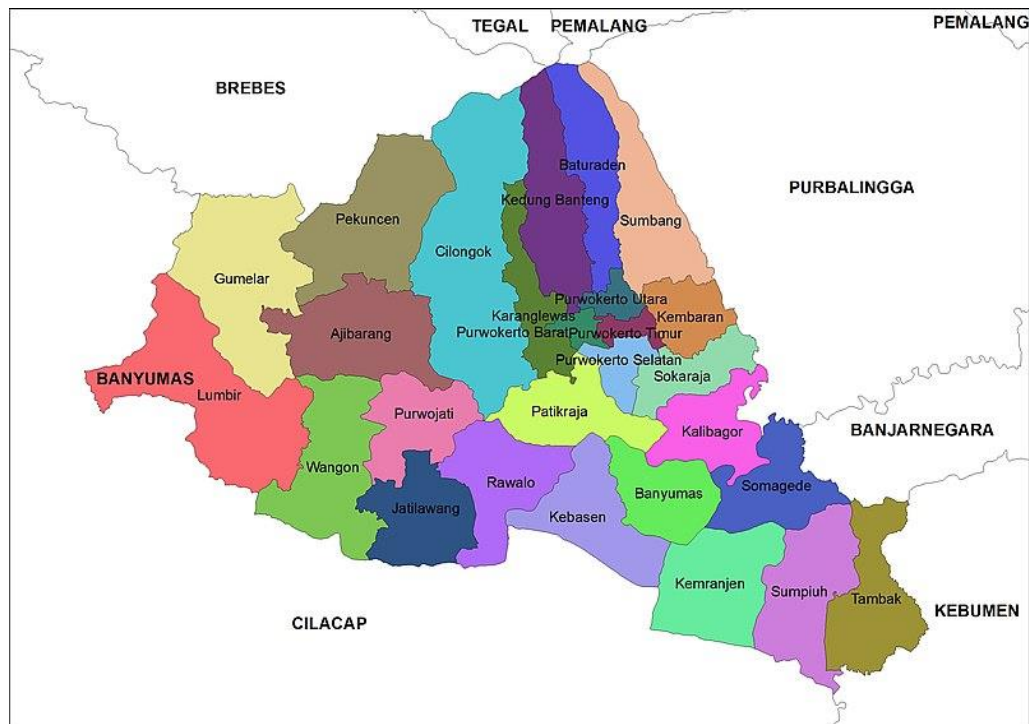 TEGAL
PEMALANG
PEMALANG
BREBES
Baturaden
PURBALINGGA
Kedung Banteng
Pekuncen
Sumbang
Cilongok
Gumelar
Purwokerto Utara
Karanglewas
Kembaran
Ajibarang
Purwokerto Barat
Purwokerto Timur
Purwokerto Selatan
BANYUMAS
Sokaraja
Lumbir
Purwojati
Patikraja
Kalibagor
BANJARNEGARA
Wangon
Rawalo
Banyumas
Somagede
Jatilawang
Kebasen
Kemranjen
Sumpiuh
Tambak
KEBUMEN
CILACAP